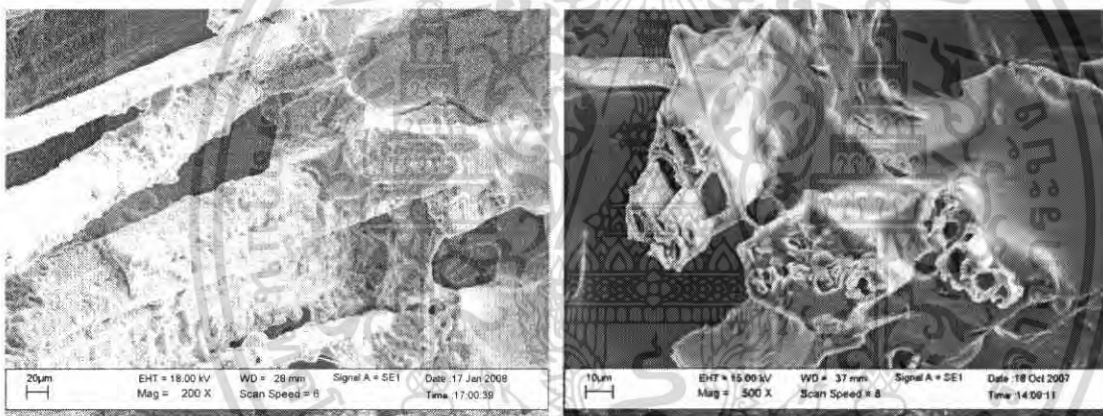 20µm EHT = 18.00 kV WD = 28 mm Signal A = SE1 Date :17 Jan 2008
Mag = 200 X Scan Speed = 6 Time :17:00:39
10µm EHT = 15.00 kV WD = 37 mm Signal A = SE1 Date :18 Oct 2007
Mag = 500 X Scan Speed = 8 Time :14:09:11